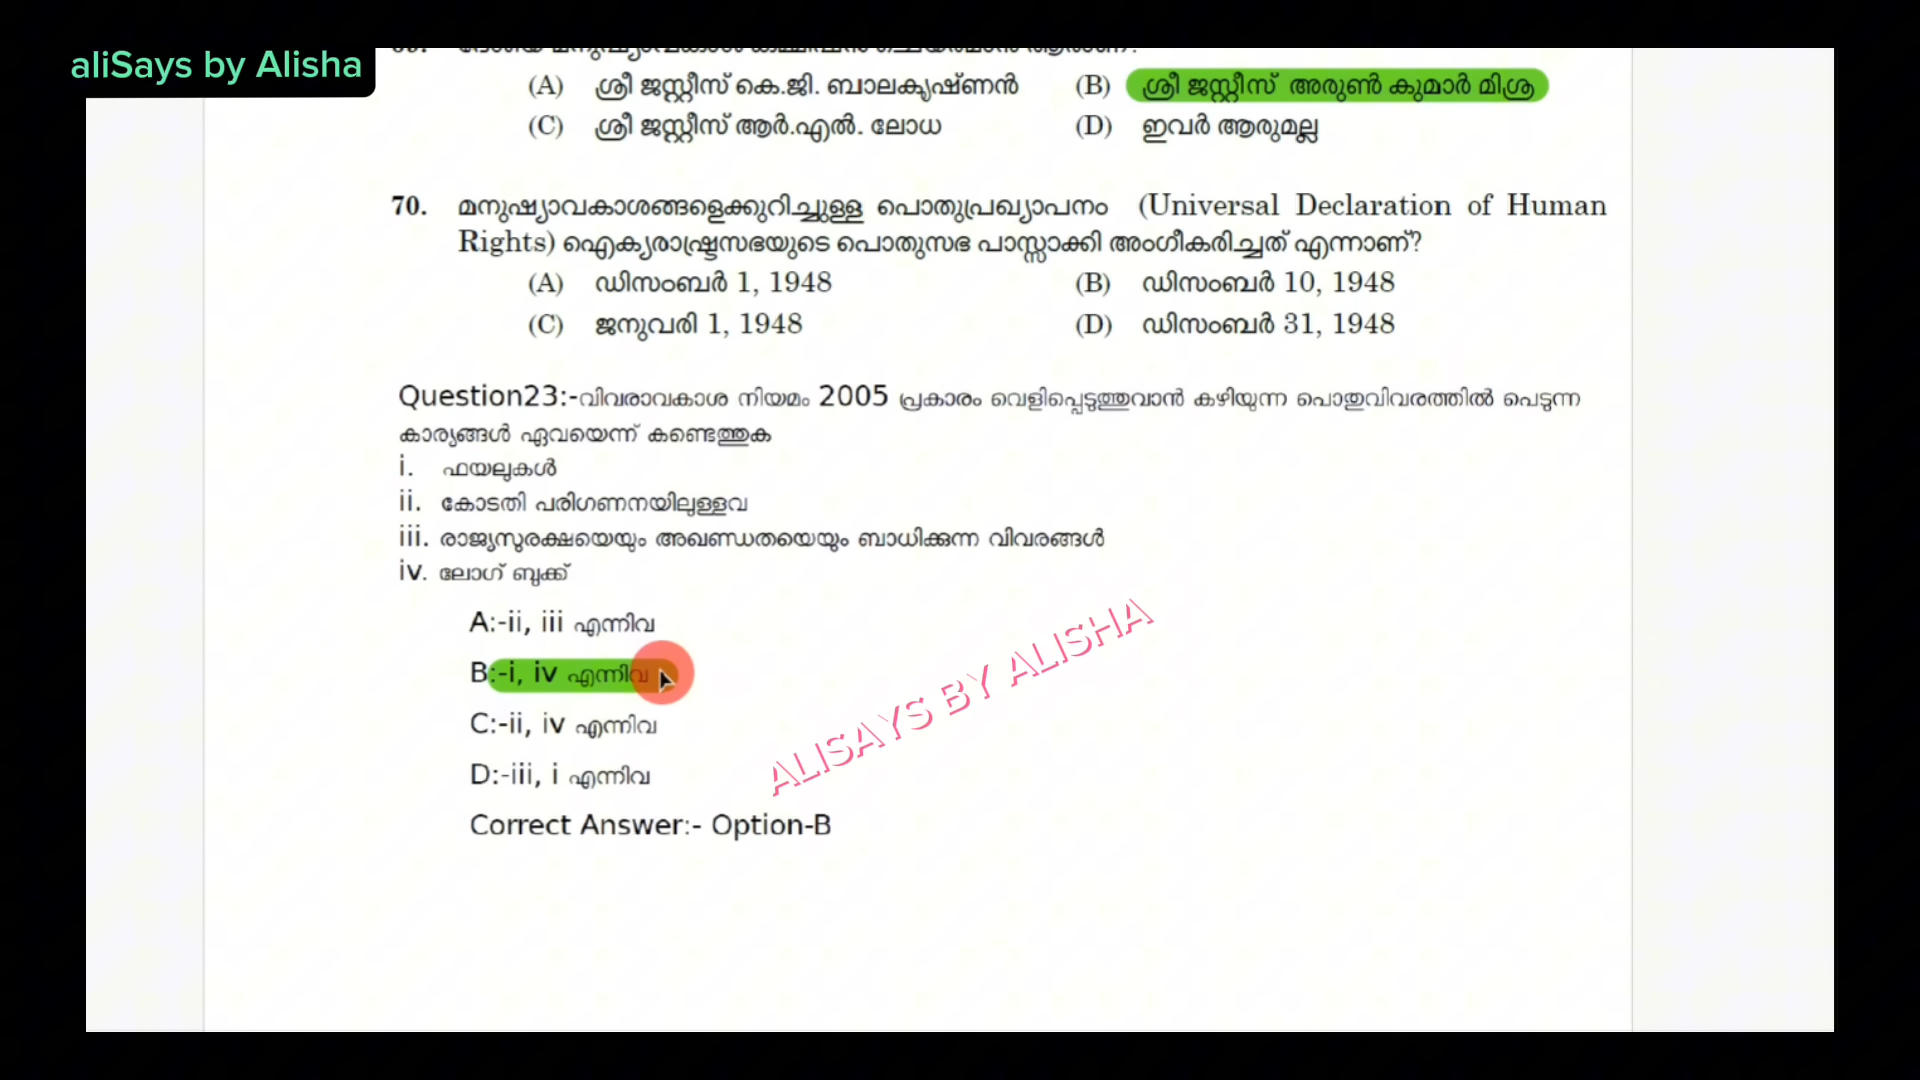 aliSays by Alisha
(A) ശ്രീ ജസ്റ്റീസ് കെ.ജി. ബാലകൃഷ്ണൻ (B) ശ്രീ ജസ്റ്റീസ് അരുൺ കുമാർ മിശ്ര
(C) ശ്രീ ജസ്റ്റീസ് ആർ.എൽ. ലോധ (D) ഇവർ ആരുമല്ല
70. മനുഷ്യാവകാശങ്ങളെക്കുറിച്ചുള്ള പൊതുപ്രഖ്യാപനം (Universal Declaration of Human
Rights) ഐക്യരാഷ്ട്രസഭയുടെ പൊതുസഭ പാസ്സാക്കി അംഗീകരിച്ചത് എന്നാണ്?
(A) ഡിസംബർ 1, 1948 (B) ഡിസംബർ 10, 1948
(C) ജനുവരി 1, 1948 (D) ഡിസംബർ 31, 1948
Question23:-വിവരാവകാശ നിയമം 2005 പ്രകാരം വെളിപ്പെടുത്തുവാൻ കഴിയുന്ന പൊതുവിവരത്തിൽ പെടുന്ന
കാര്യങ്ങൾ ഏവയെന്ന് കണ്ടെത്തുക
i. ഫയലുകൾ
ii. കോടതി പരിഗണനയിലുള്ളവ
iii. രാജ്യസുരക്ഷയെയും അഖണ്ഡതയെയും ബാധിക്കുന്ന വിവരങ്ങൾ
iv. ലോഗ് ബുക്ക്
A:-ii, iii എന്നിവ
B:-i, iv എന്നിവ
C:-ii, iv എന്നിവ
D:-iii, i എന്നിവ
Correct Answer:- Option-B
ALISAYS BY ALISHA